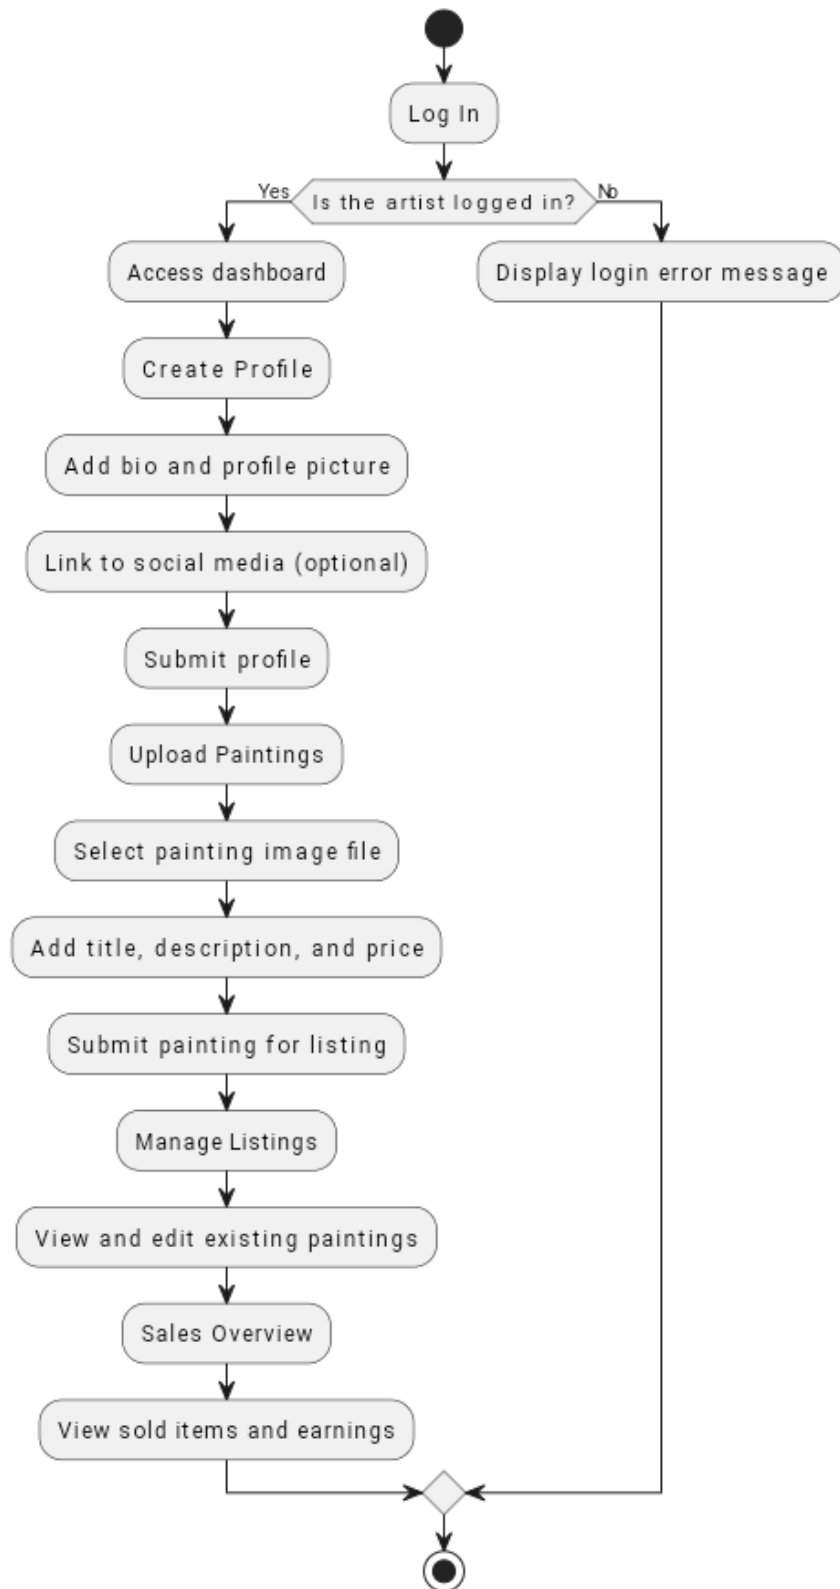 Log In
Yes
Is the artist logged in?
No
Access dashboard
Display login error message
Create Profile
Add bio and profile picture
Link to social media (optional)
Submit profile
Upload Paintings
Select painting image file
Add title, description, and price
Submit painting for listing
Manage Listings
View and edit existing paintings
Sales Overview
View sold items and earnings